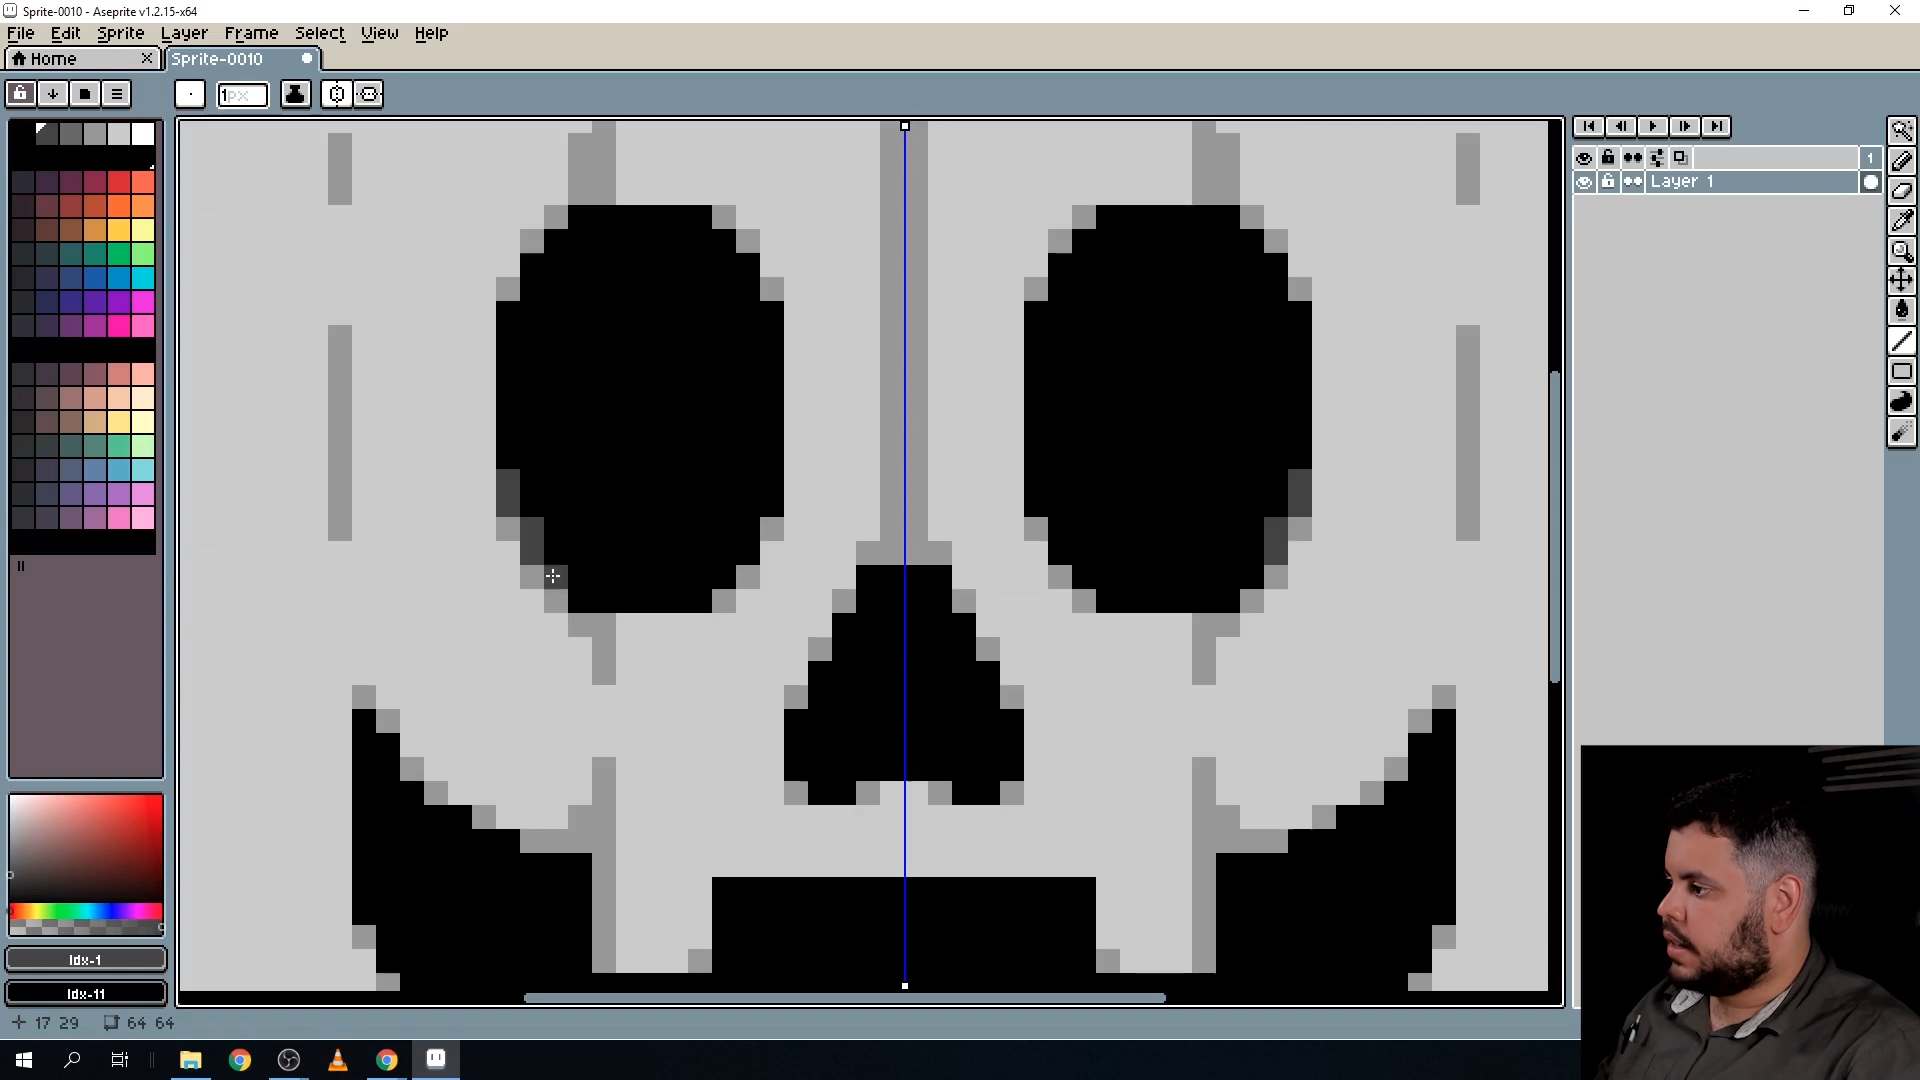 Sprite-0010 - Aseprite v1.2.15-x64
File Edit Sprite Layer Frame Select View Help
Home Sprite-0010
1px
1
Layer 1
Idx-1
Idx-11
17 29 64 64